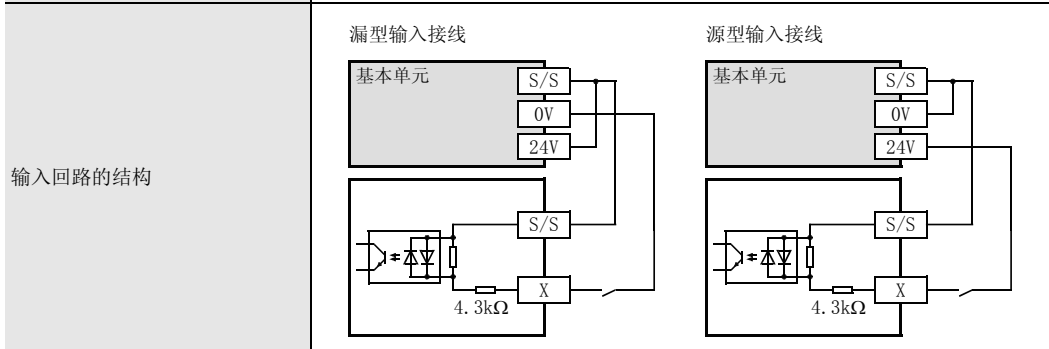 漏型输入接线
源型输入接线
基本单元
S/S
0V
24V
基本单元
S/S
0V
24V
输入回路的结构
S/S
X
4.3kΩ
S/S
X
4.3kΩ